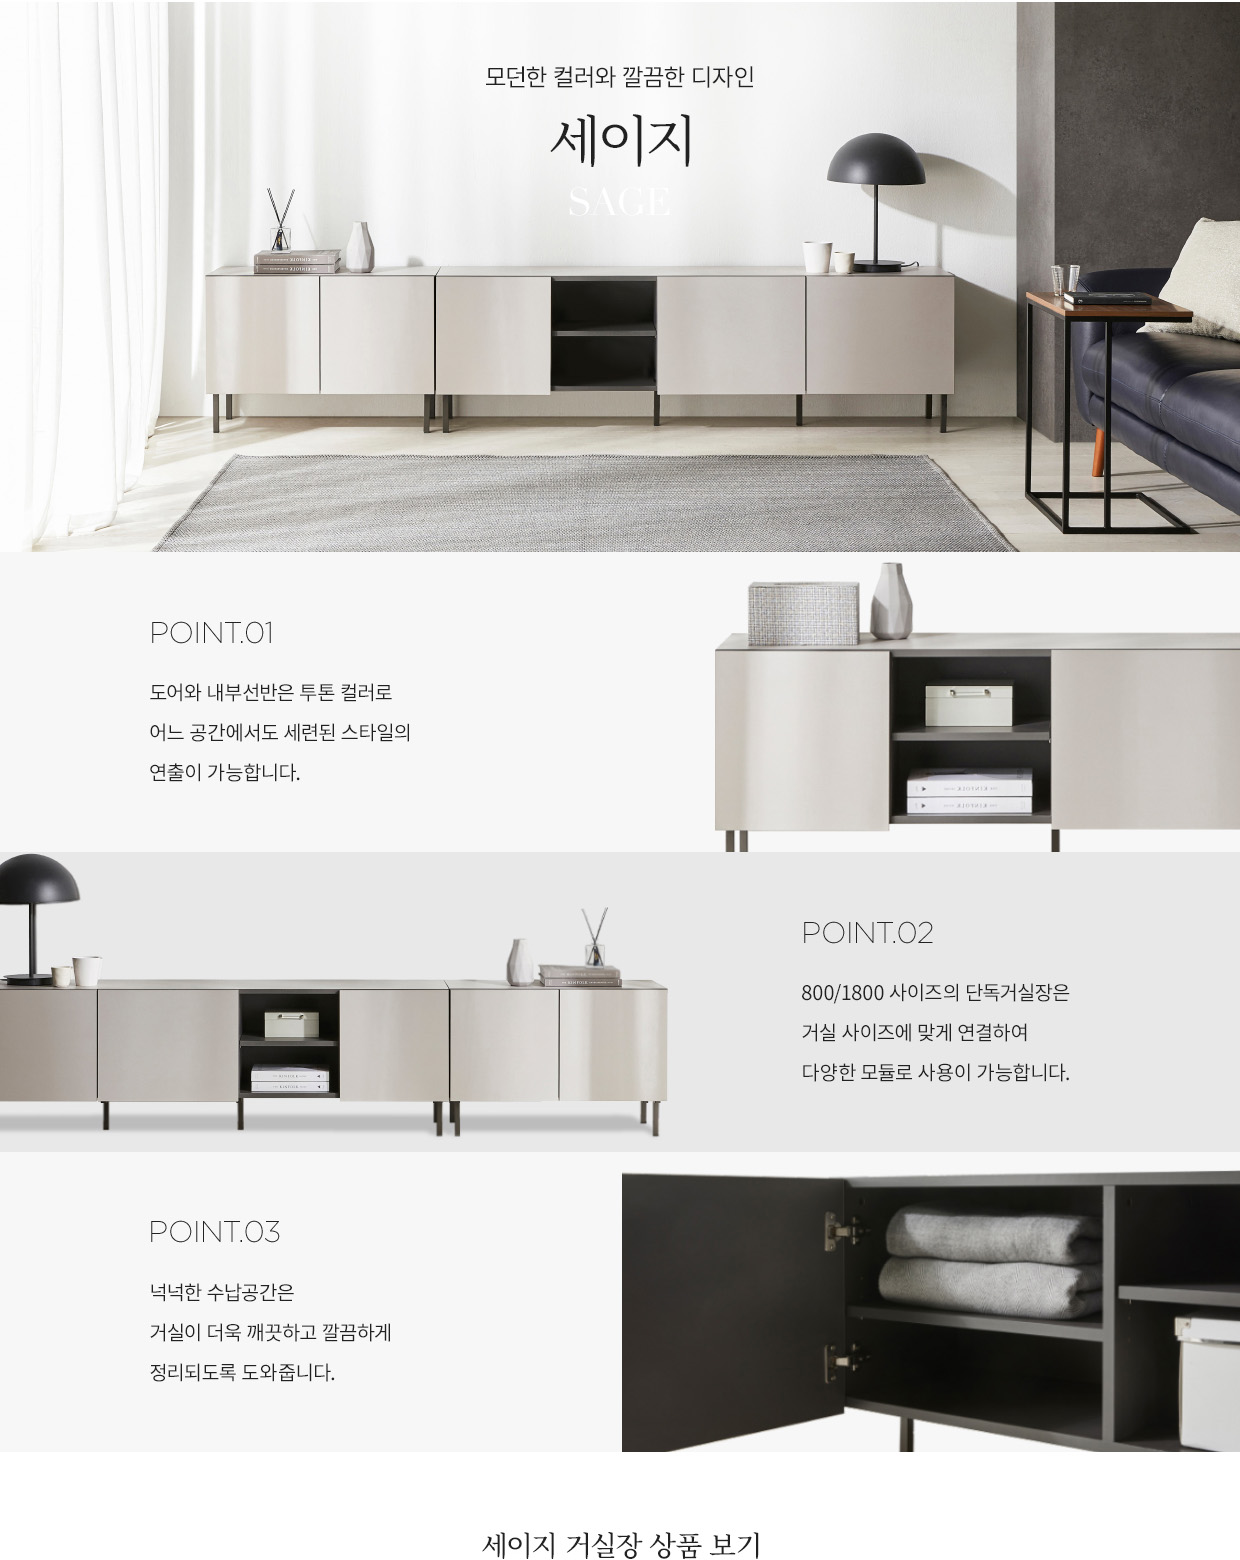 모던한 컬러와 깔끔한 디자인
세이지
SAGE
POINT.01
도어와 내부선반은 투톤 컬러로
어느 공간에서도 세련된 스타일의
연출이 가능합니다.
POINT.02
800/1800 사이즈의 단독거실장은
거실 사이즈에 맞게 연결하여
다양한 모듈로 사용이 가능합니다.
POINT.03
넉넉한 수납공간은
거실이 더욱 깨끗하고 깔끔하게
정리되도록 도와줍니다.
세이지 거실장 상품 보기